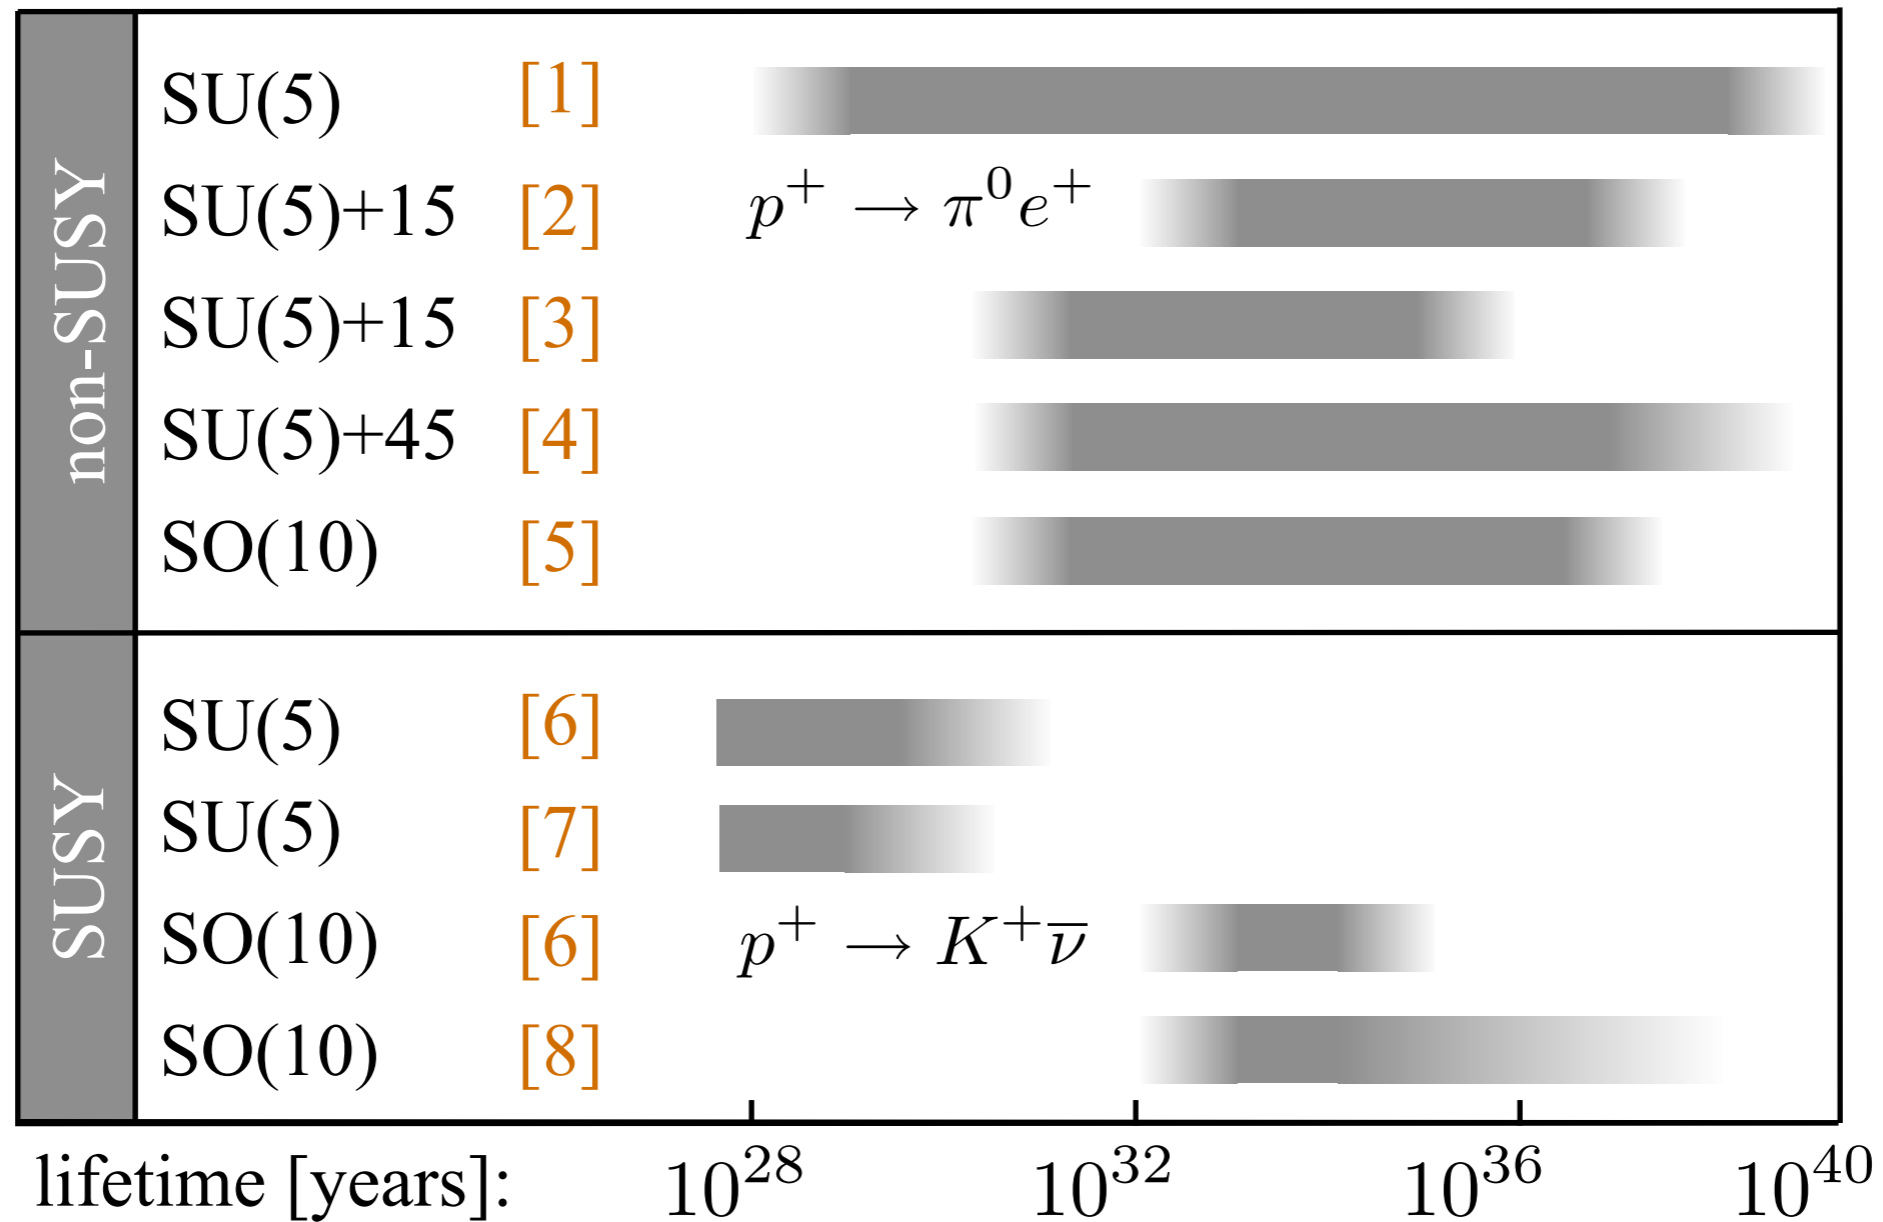 non-SUSY
SU(5) [1]
SU(5)+15 [2] p⁺ → π⁰e⁺
SU(5)+15 [3]
SU(5)+45 [4]
SO(10) [5]
SUSY
SU(5) [6]
SU(5) [7]
SO(10) [6] p⁺ → K⁺ν̅
SO(10) [8]
lifetime [years]: 10²⁸ 10³² 10³⁶ 10⁴⁰